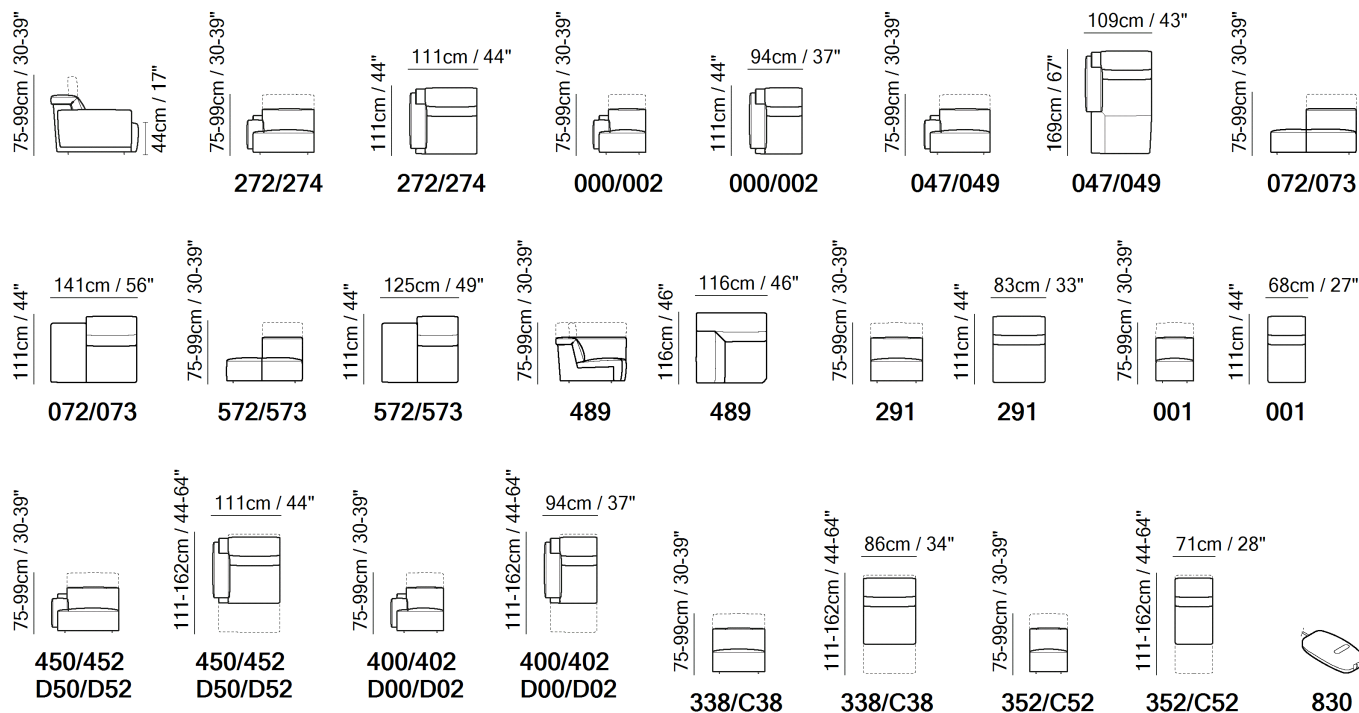 75-99cm / 30-39"
44cm / 17"
75-99cm / 30-39"
272/274
111cm / 44"
111cm / 44"
272/274
75-99cm / 30-39"
000/002
94cm / 37"
111cm / 44"
000/002
75-99cm / 30-39"
047/049
109cm / 43"
169cm / 67"
047/049
75-99cm / 30-39"
072/073
141cm / 56"
111cm / 44"
072/073
75-99cm / 30-39"
572/573
125cm / 49"
111cm / 44"
572/573
75-99cm / 30-39"
489
116cm / 46"
116cm / 46"
489
75-99cm / 30-39"
291
83cm / 33"
111cm / 44"
291
75-99cm / 30-39"
001
68cm / 27"
111cm / 44"
001
75-99cm / 30-39"
450/452
D50/D52
111cm / 44"
111-162cm / 44-64"
450/452
D50/D52
75-99cm / 30-39"
400/402
D00/D02
94cm / 37"
111-162cm / 44-64"
400/402
D00/D02
75-99cm / 30-39"
338/C38
86cm / 34"
111-162cm / 44-64"
338/C38
75-99cm / 30-39"
352/C52
71cm / 28"
111-162cm / 44-64"
352/C52
830